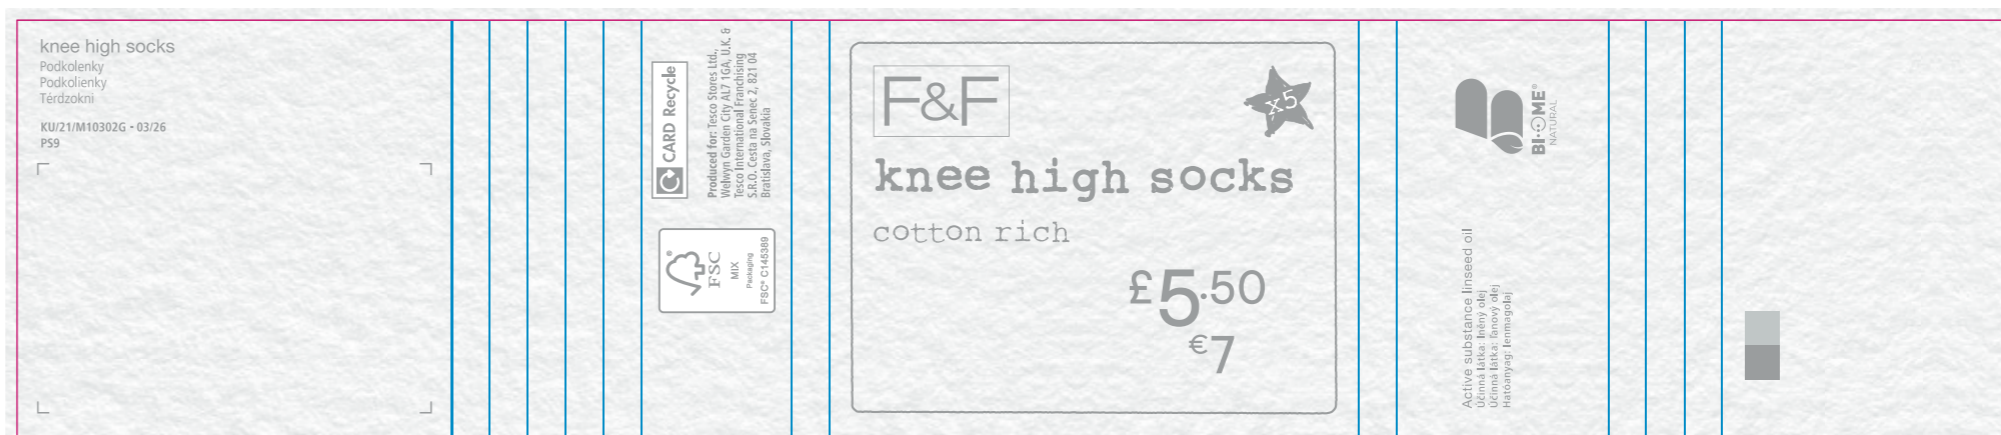 knee high socks
Podkolenky
Podkolienky
Térdzokni
KU/21/M10302G - 03/26
PS9
CARD Recycle
Produced for: Tesco Stores Ltd.,
Welwyn Garden City AL7 1GA, U.K. &
Tesco International Franchising
S.R.O. Cesta na Senec 2, 821 04
Bratislava, Slovakia
FSC®
MIX
Packaging
FSC® C145389
F&F
x5
knee high socks
cotton rich
£5.50
€7
BI•OME®
NATURAL
Active substance linseed oil
Účinná látka: lněný olej
Účinná látka: ľanový olej
Hatóanyag: lenmagolaj